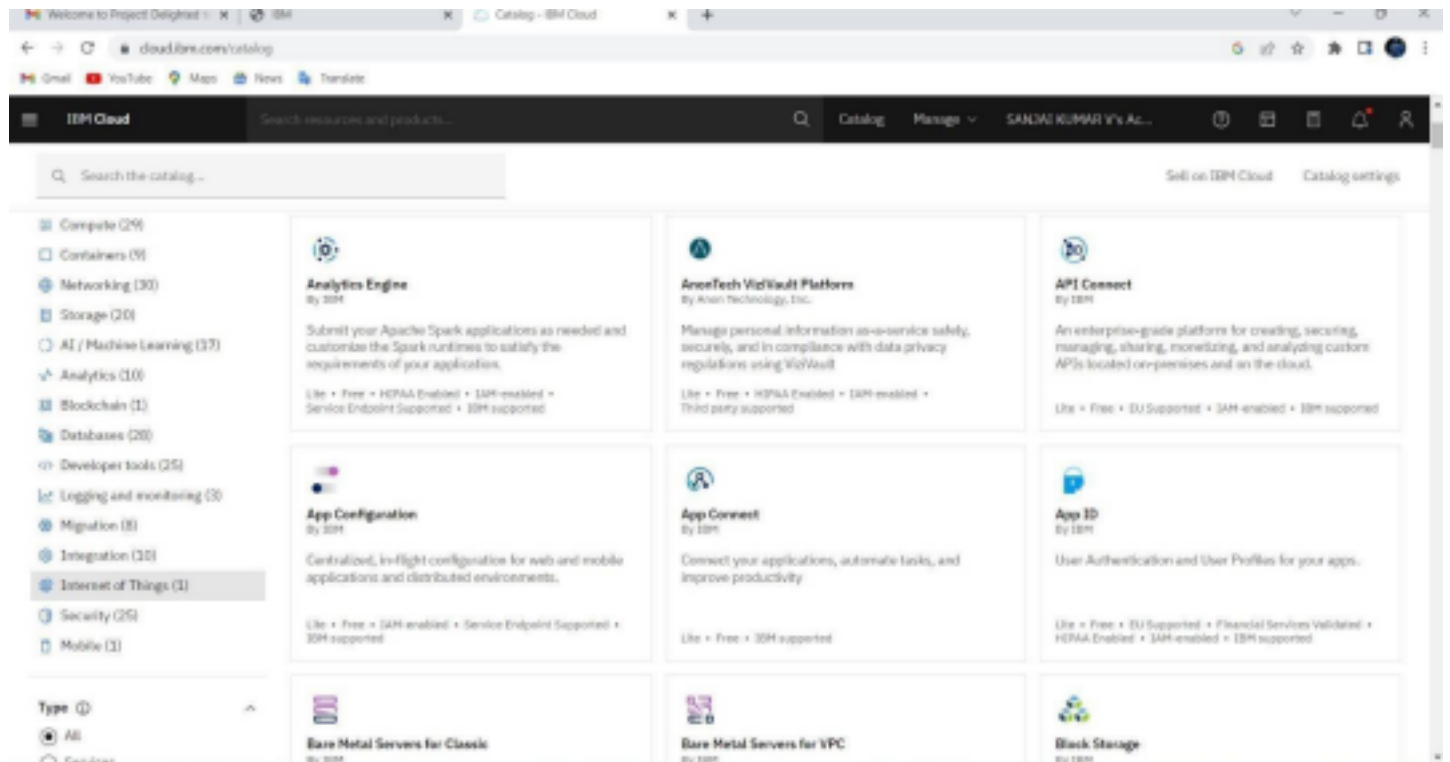 Welcome to Project Delighted
IBM
Catalog - IBM Cloud
cloud.ibm.com/catalog
Gmail
YouTube
Maps
News
Translate
IBM Cloud
Search resources and products...
Catalog
Manage
SANJAI KUMAR V's Ac...
Search the catalog...
Sell on IBM Cloud
Catalog settings
Compute (29)
Containers (9)
Networking (30)
Storage (20)
AI / Machine Learning (17)
Analytics (10)
Blockchain (1)
Databases (20)
Developer tools (25)
Logging and monitoring (3)
Migration (8)
Integration (10)
Internet of Things (1)
Security (25)
Mobile (1)
Type
All
Services
Analytics Engine
By IBM
Submit your Apache Spark applications as needed and
customize the Spark runtimes to satisfy the
requirements of your application.
Lite • Free • HIPAA Enabled • IAM-enabled •
Service Endpoint Supported • IBM supported
AnonTech ViziVault Platform
By Anon Technology, Inc.
Manage personal information as-a-service safely,
securely, and in compliance with data privacy
regulations using ViziVault
Lite • Free • HIPAA Enabled • IAM-enabled •
Third party supported
API Connect
By IBM
An enterprise-grade platform for creating, securing,
managing, sharing, monetizing, and analyzing custom
APIs located on-premises and on the cloud.
Lite • Free • EU Supported • IAM-enabled • IBM supported
App Configuration
By IBM
Centralized, in-flight configuration for web and mobile
applications and distributed environments.
Lite • Free • IAM-enabled • Service Endpoint Supported •
IBM supported
App Connect
By IBM
Connect your applications, automate tasks, and
improve productivity
Lite • Free • IBM supported
App ID
By IBM
User Authentication and User Profiles for your apps.
Lite • Free • EU Supported • Financial Services Validated •
HIPAA Enabled • IAM-enabled • IBM supported
Bare Metal Servers for Classic
By IBM
Bare Metal Servers for VPC
By IBM
Block Storage
By IBM